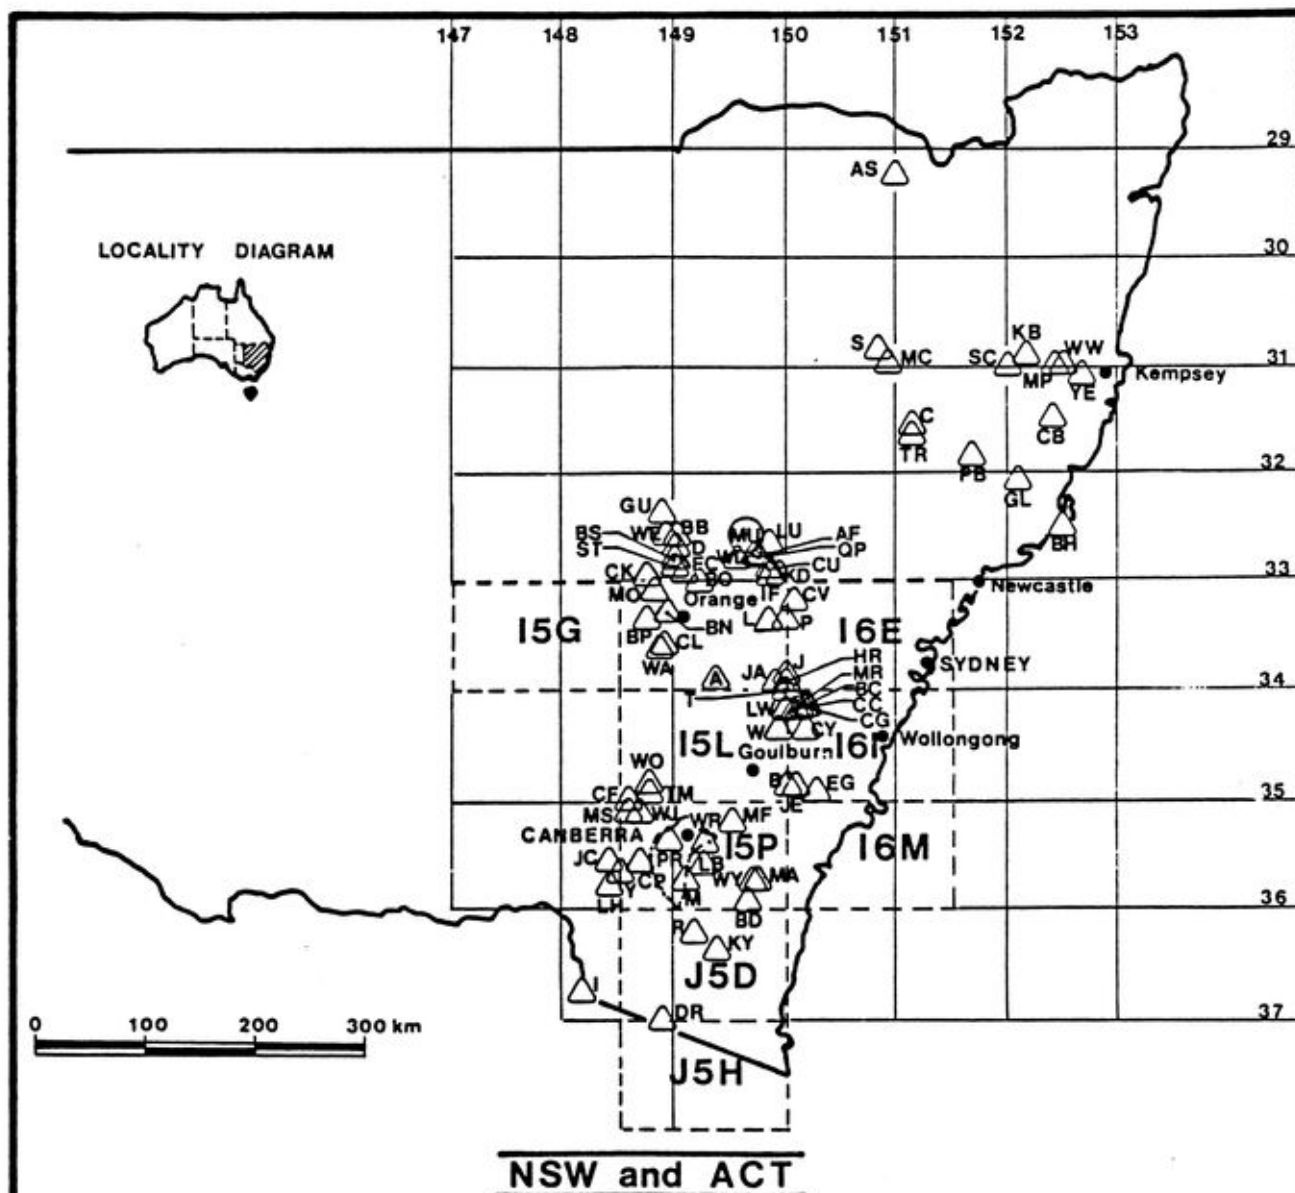 147 148 149 150 151 152 153
29
AS
LOCALITY DIAGRAM
30
S MC SC KB WW
MP YE Kempsey
31
C CB
TR PB GL
32
GU BH
BS WE BB MU LU AF
ST D QP
EC CU
CK BO KD
33
MO Orange IF CV Newcastle
I5G BP BN L P I6E
CL
WA J HR SYDNEY
A JA MR
BC
34
T CC
LW CG
W CY
I5L I6I Wollongong
Goulburn
WO EG
CF JE
35
MS WJ WR MF
CANBERRA I5P I6M
JC PR LB
CP WY MA
Y M
LH BD
36
R KY
J5D
I
DR
37
0 100 200 300 km
J5H
NSW and ACT